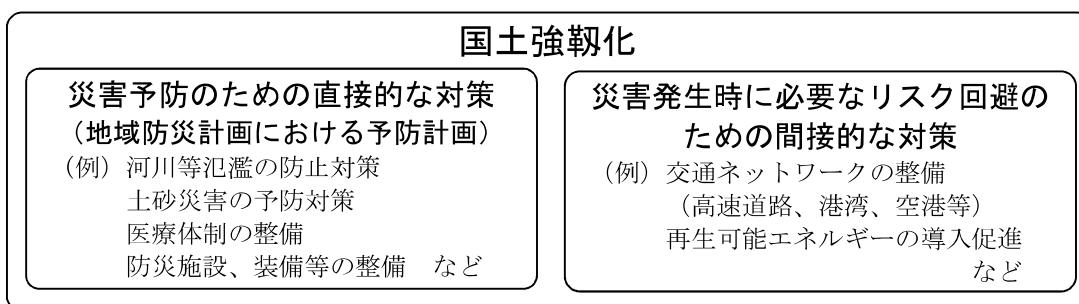 国土強靱化
災害予防のための直接的な対策
（地域防災計画における予防計画）
（例）河川等氾濫の防止対策
土砂災害の予防対策
医療体制の整備
防災施設、装備等の整備　など
災害発生時に必要なリスク回避の
ための間接的な対策
（例）交通ネットワークの整備
（高速道路、港湾、空港等）
再生可能エネルギーの導入促進
など